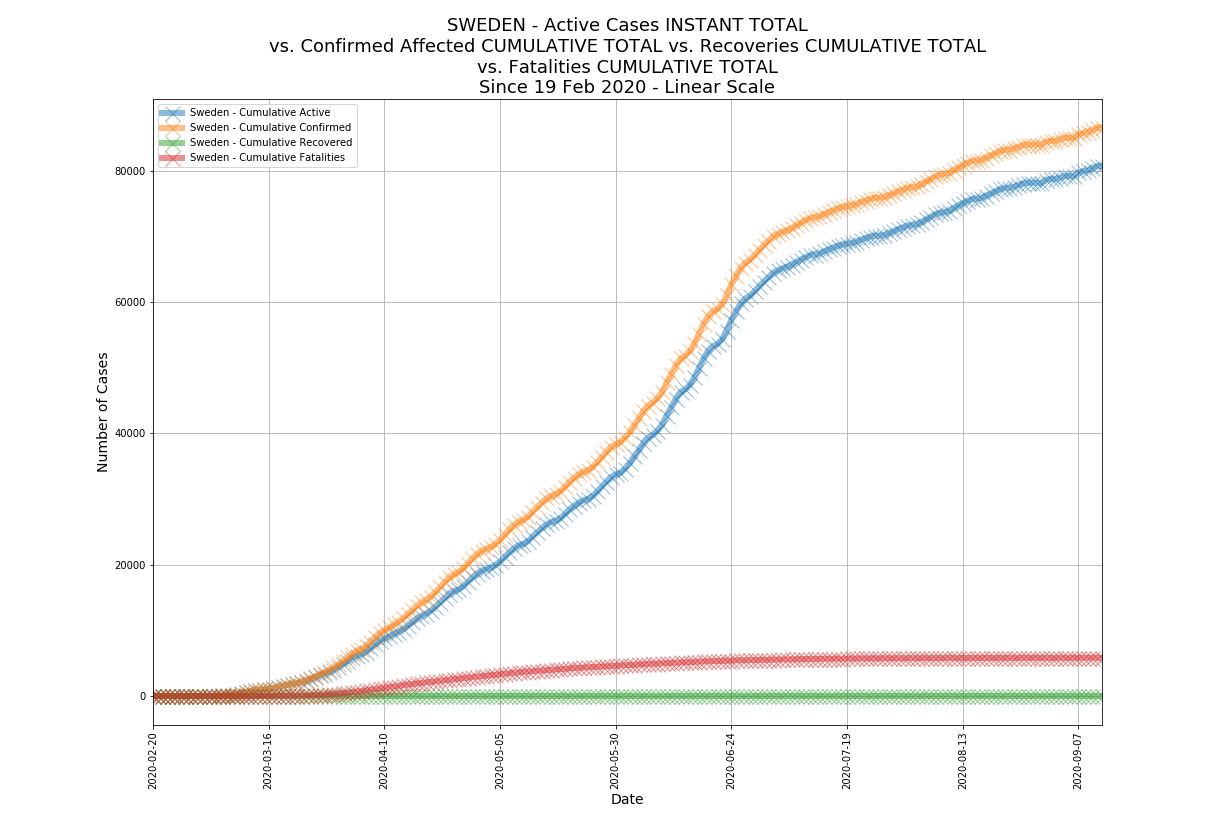 SWEDEN - Active Cases INSTANT TOTAL
vs. Confirmed Affected CUMULATIVE TOTAL vs. Recoveries CUMULATIVE TOTAL
vs. Fatalities CUMULATIVE TOTAL
Since 19 Feb 2020 - Linear Scale
Sweden - Cumulative Active
Sweden - Cumulative Confirmed
Sweden - Cumulative Recovered
Sweden - Cumulative Fatalities
Number of Cases
80000
60000
40000
20000
0
2020-02-20
2020-03-16
2020-04-10
2020-05-05
2020-05-30
2020-06-24
2020-07-19
2020-08-13
2020-09-07
Date